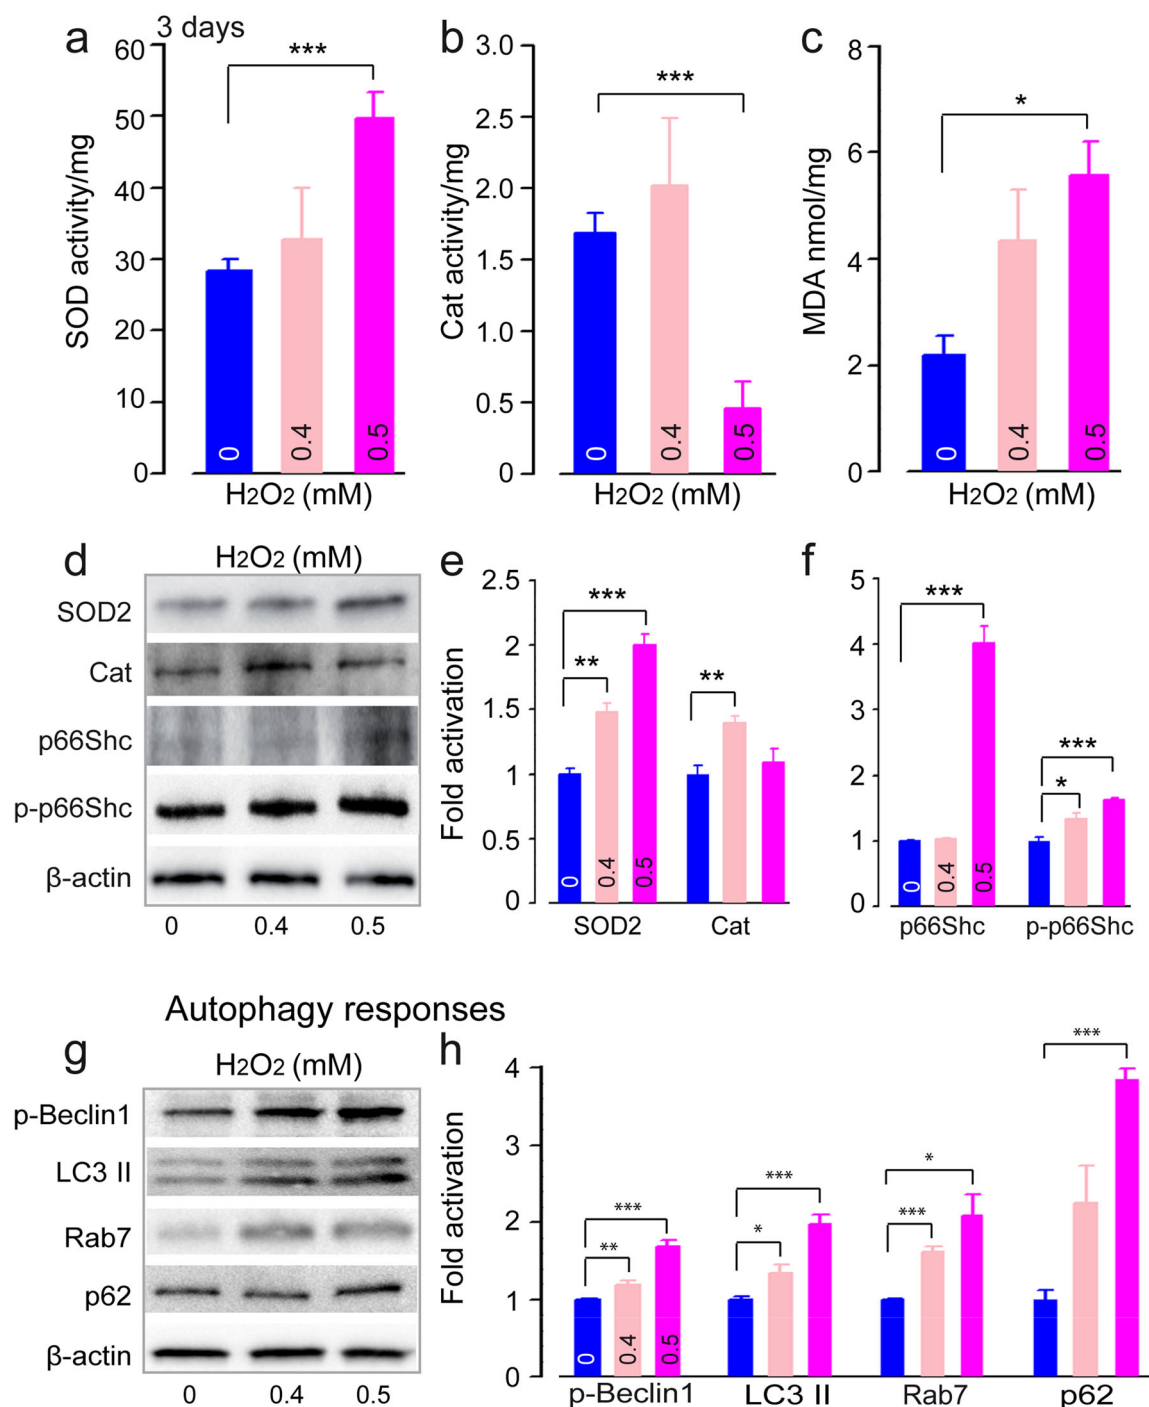 a 3 days
SOD activity/mg
60
50
40
30
20
10
0
***
0
0.4
0.5
H2O2 (mM)
b
Cat activity/mg
3.0
2.5
2.0
1.5
1.0
0.5
0
***
0
0.4
0.5
H2O2 (mM)
c
MDA nmol/mg
8
6
4
2
0
*
0
0.4
0.5
H2O2 (mM)
d
H2O2 (mM)
SOD2
Cat
p66Shc
p-p66Shc
β-actin
0 0.4 0.5
e
Fold activation
2.5
2
1.5
1
0.5
0
***
**
**
0
0.4
0.5
SOD2 Cat
f
5
4
3
2
1
0
***
***
*
0
0.4
0.5
p66Shc p-p66Shc
Autophagy responses
g
H2O2 (mM)
p-Beclin1
LC3 II
Rab7
p62
β-actin
0 0.4 0.5
h
Fold activation
4
3
2
1
0
***
**
***
*
*
***
***
0
0.4
0.5
p-Beclin1 LC3 II Rab7 p62